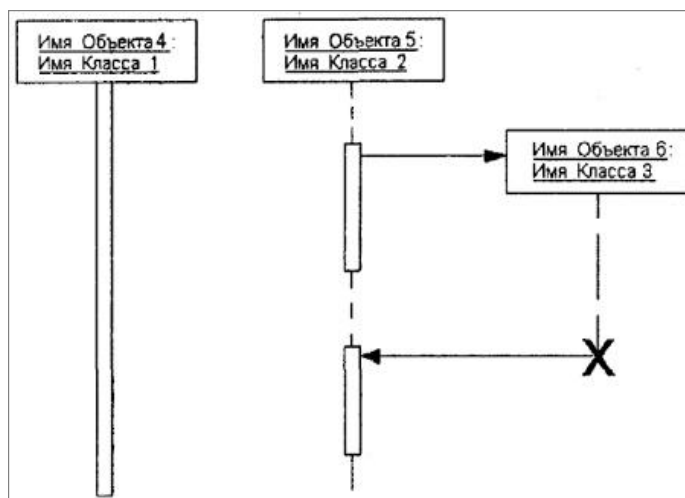 Имя Объекта 4:
Имя Класса 1
Имя Объекта 5:
Имя Класса 2
Имя Объекта 6:
Имя Класса 3
X